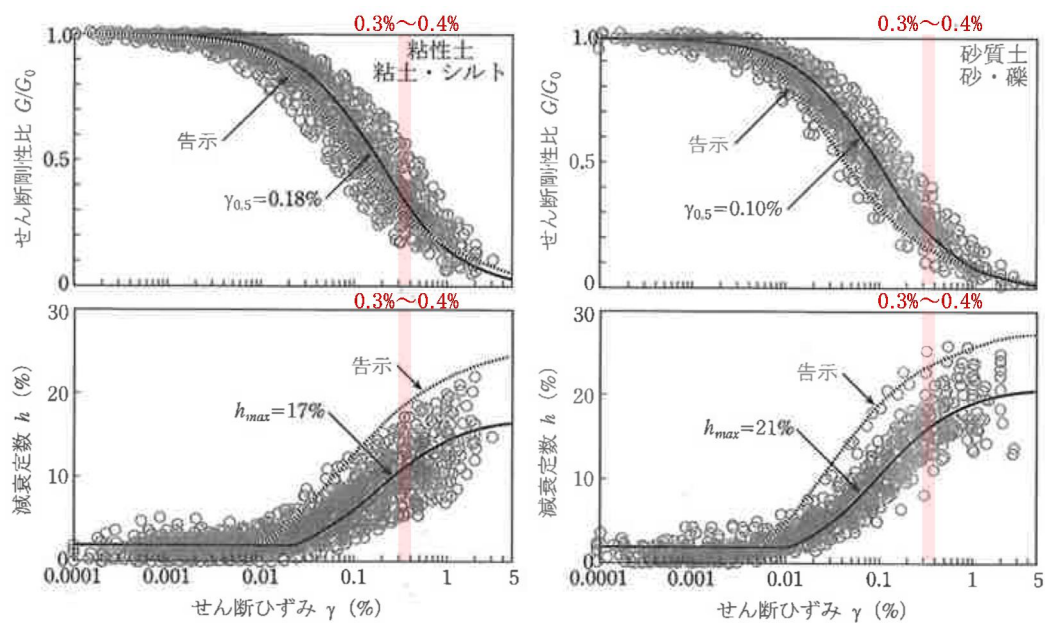 0.3%～0.4%
1.0
0.5
0
せん断剛性比 G/G0
粘性土
粘土・シルト
告示
γ0.5=0.18%
0.3%～0.4%
1.0
0.5
0
せん断剛性比 G/G0
砂質土
砂・礫
告示
γ0.5=0.10%
0.3%～0.4%
30
20
10
0
減衰定数 h (%)
告示
hmax=17%
0.0001
0.01
0.1
1
5
せん断ひずみ γ (%)
0.3%～0.4%
30
20
10
0
減衰定数 h (%)
告示
hmax=21%
0.0001
0.01
0.1
1
5
せん断ひずみ γ (%)